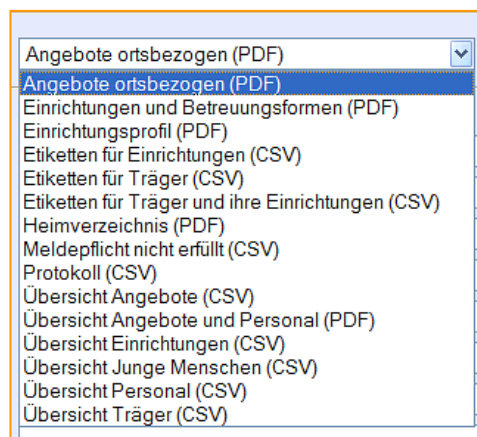 Angebote ortsbezogen (PDF)
Angebote ortsbezogen (PDF)
Einrichtungen und Betreuungsformen (PDF)
Einrichtungsprofil (PDF)
Etiketten für Einrichtungen (CSV)
Etiketten für Träger (CSV)
Etiketten für Träger und ihre Einrichtungen (CSV)
Heimverzeichnis (PDF)
Meldepflicht nicht erfüllt (CSV)
Protokoll (CSV)
Übersicht Angebote (CSV)
Übersicht Angebote und Personal (PDF)
Übersicht Einrichtungen (CSV)
Übersicht Junge Menschen (CSV)
Übersicht Personal (CSV)
Übersicht Träger (CSV)